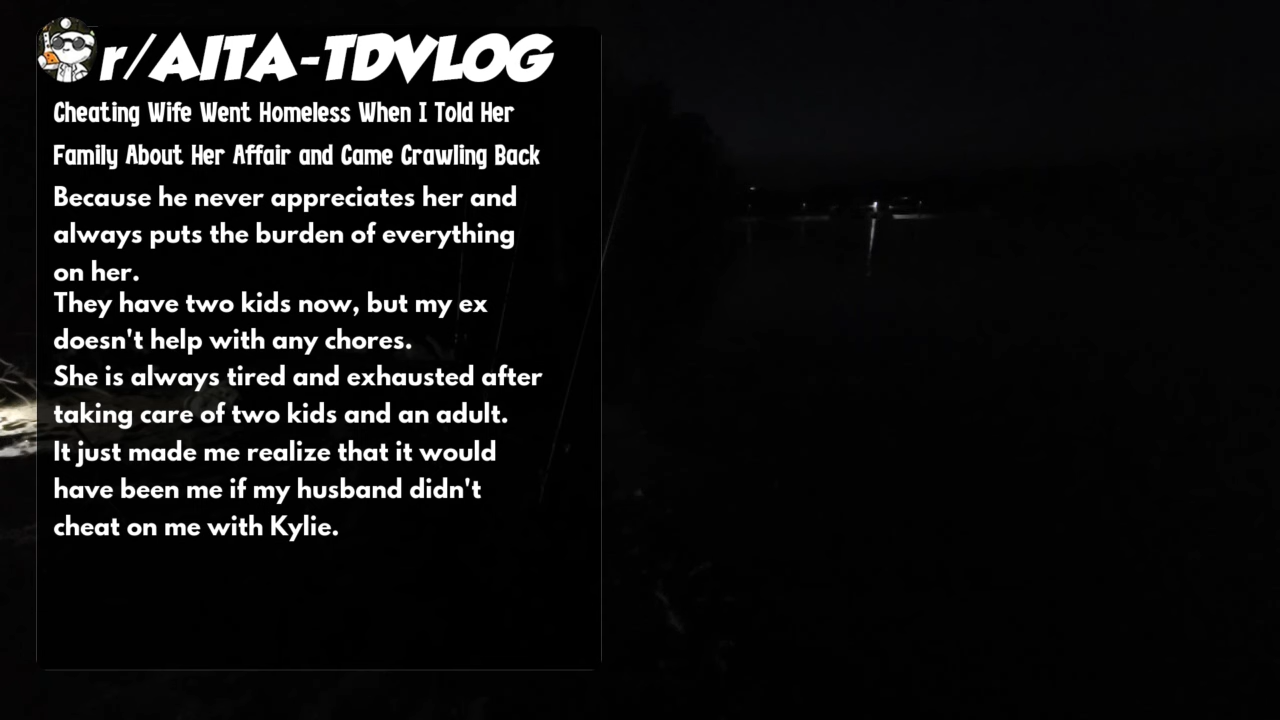 r/AITA-TDVLOG
Cheating Wife Went Homeless When I Told Her
Family About Her Affair and Came Crawling Back
Because he never appreciates her and
always puts the burden of everything
on her.
They have two kids now, but my ex
doesn't help with any chores.
She is always tired and exhausted after
taking care of two kids and an adult.
It just made me realize that it would
have been me if my husband didn't
cheat on me with Kylie.